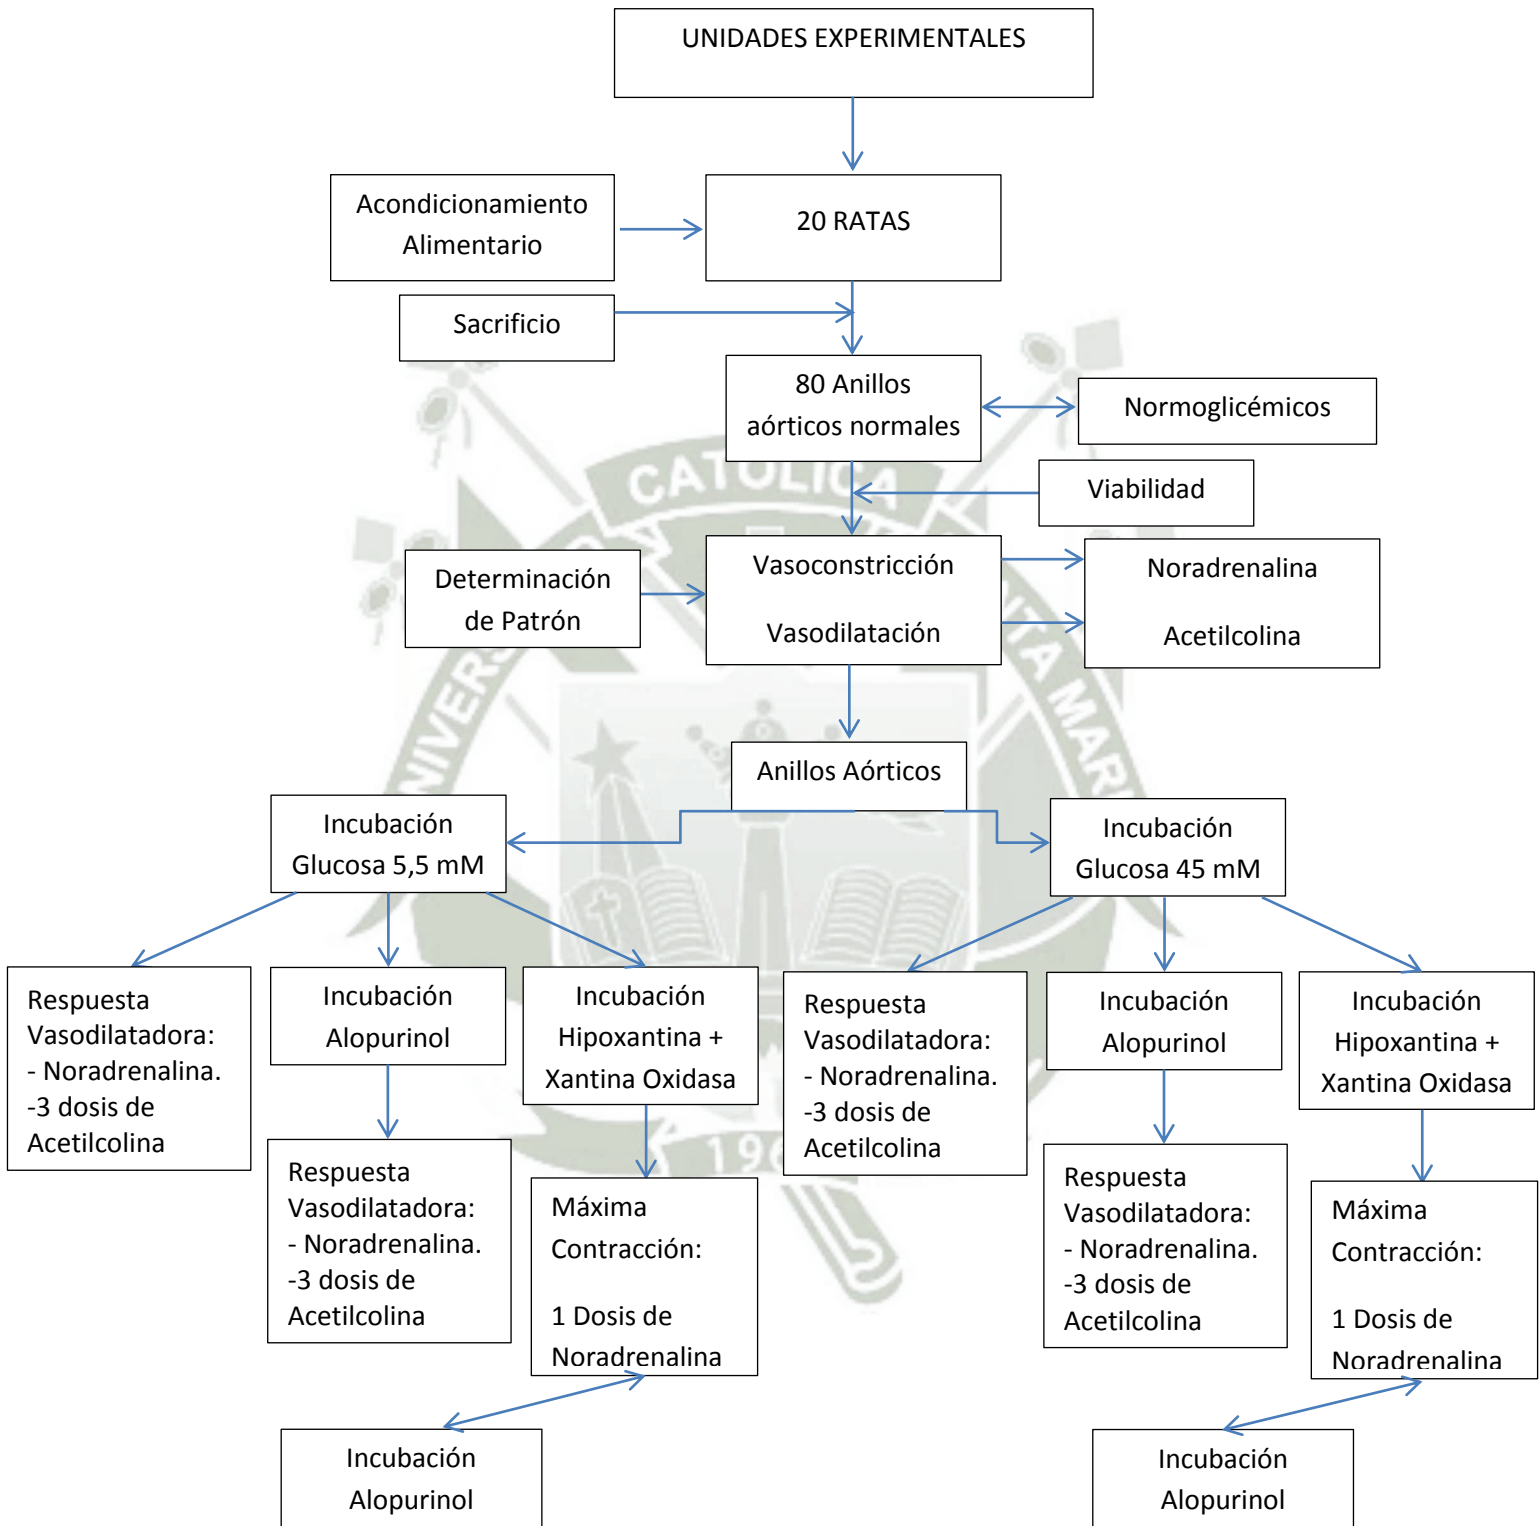 UNIDADES EXPERIMENTALES
Acondicionamiento
Alimentario
20 RATAS
Sacrificio
80 Anillos
aórticos normales
Normoglicémicos
Viabilidad
Determinación
de Patrón
Vasoconstricción
Vasodilatación
Noradrenalina
Acetilcolina
Anillos Aórticos
Incubación
Glucosa 5,5 mM
Incubación
Glucosa 45 mM
Respuesta
Vasodilatadora:
- Noradrenalina.
-3 dosis de
Acetilcolina
Incubación
Alopurinol
Incubación
Hipoxantina +
Xantina Oxidasa
Respuesta
Vasodilatadora:
- Noradrenalina.
-3 dosis de
Acetilcolina
Incubación
Alopurinol
Incubación
Hipoxantina +
Xantina Oxidasa
Respuesta
Vasodilatadora:
- Noradrenalina.
-3 dosis de
Acetilcolina
Máxima
Contracción:
1 Dosis de
Noradrenalina
Respuesta
Vasodilatadora:
- Noradrenalina.
-3 dosis de
Acetilcolina
Máxima
Contracción:
1 Dosis de
Noradrenalina
Incubación
Alopurinol
Incubación
Alopurinol
CATOLICA